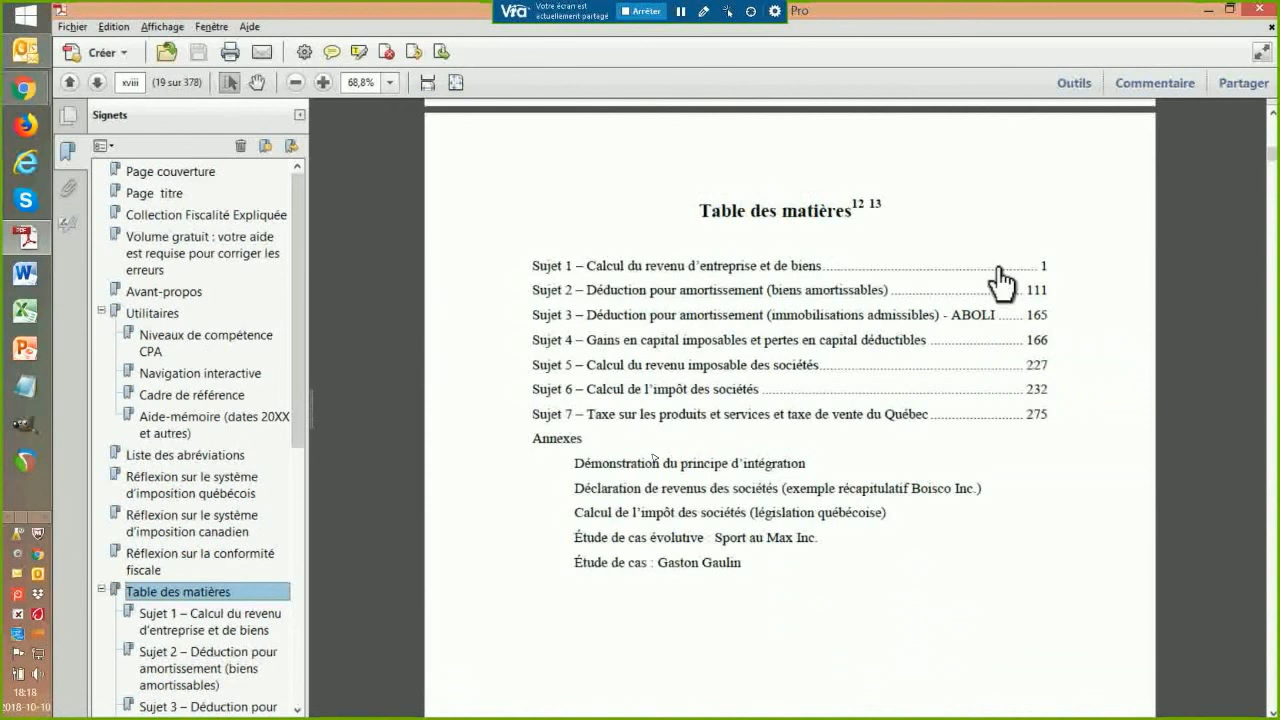 Votre écran est
actuellement partagé
Arrêter
Pro
Fichier Edition Affichage Fenêtre Aide
Créer
xviii (19 sur 378) 68,8% Outils Commentaire Partager
Signets
Page couverture
Page titre
Collection Fiscalité Expliquée
Volume gratuit : votre aide
est requise pour corriger les
erreurs
Avant-propos
Utilitaires
Niveaux de compétence
CPA
Navigation interactive
Cadre de référence
Aide-mémoire (dates 20XX
et autres)
Liste des abréviations
Réflexion sur le système
d'imposition québécois
Réflexion sur le système
d'imposition canadien
Réflexion sur la conformité
fiscale
Table des matières
Sujet 1 – Calcul du revenu
d'entreprise et de biens
Sujet 2 – Déduction pour
amortissement (biens
amortissables)
Sujet 3 – Déduction pour
Table des matières12 13
Sujet 1 – Calcul du revenu d'entreprise et de biens 1
Sujet 2 – Déduction pour amortissement (biens amortissables) 111
Sujet 3 – Déduction pour amortissement (immobilisations admissibles) - ABOLI 165
Sujet 4 – Gains en capital imposables et pertes en capital déductibles 166
Sujet 5 – Calcul du revenu imposable des sociétés 227
Sujet 6 – Calcul de l'impôt des sociétés 232
Sujet 7 – Taxe sur les produits et services et taxe de vente du Québec 275
Annexes
Démonstration du principe d'intégration
Déclaration de revenus des sociétés (exemple récapitulatif Boisco Inc.)
Calcul de l'impôt des sociétés (législation québécoise)
Étude de cas évolutive : Sport au Max Inc.
Étude de cas : Gaston Gaulin
18:18
2018-10-10